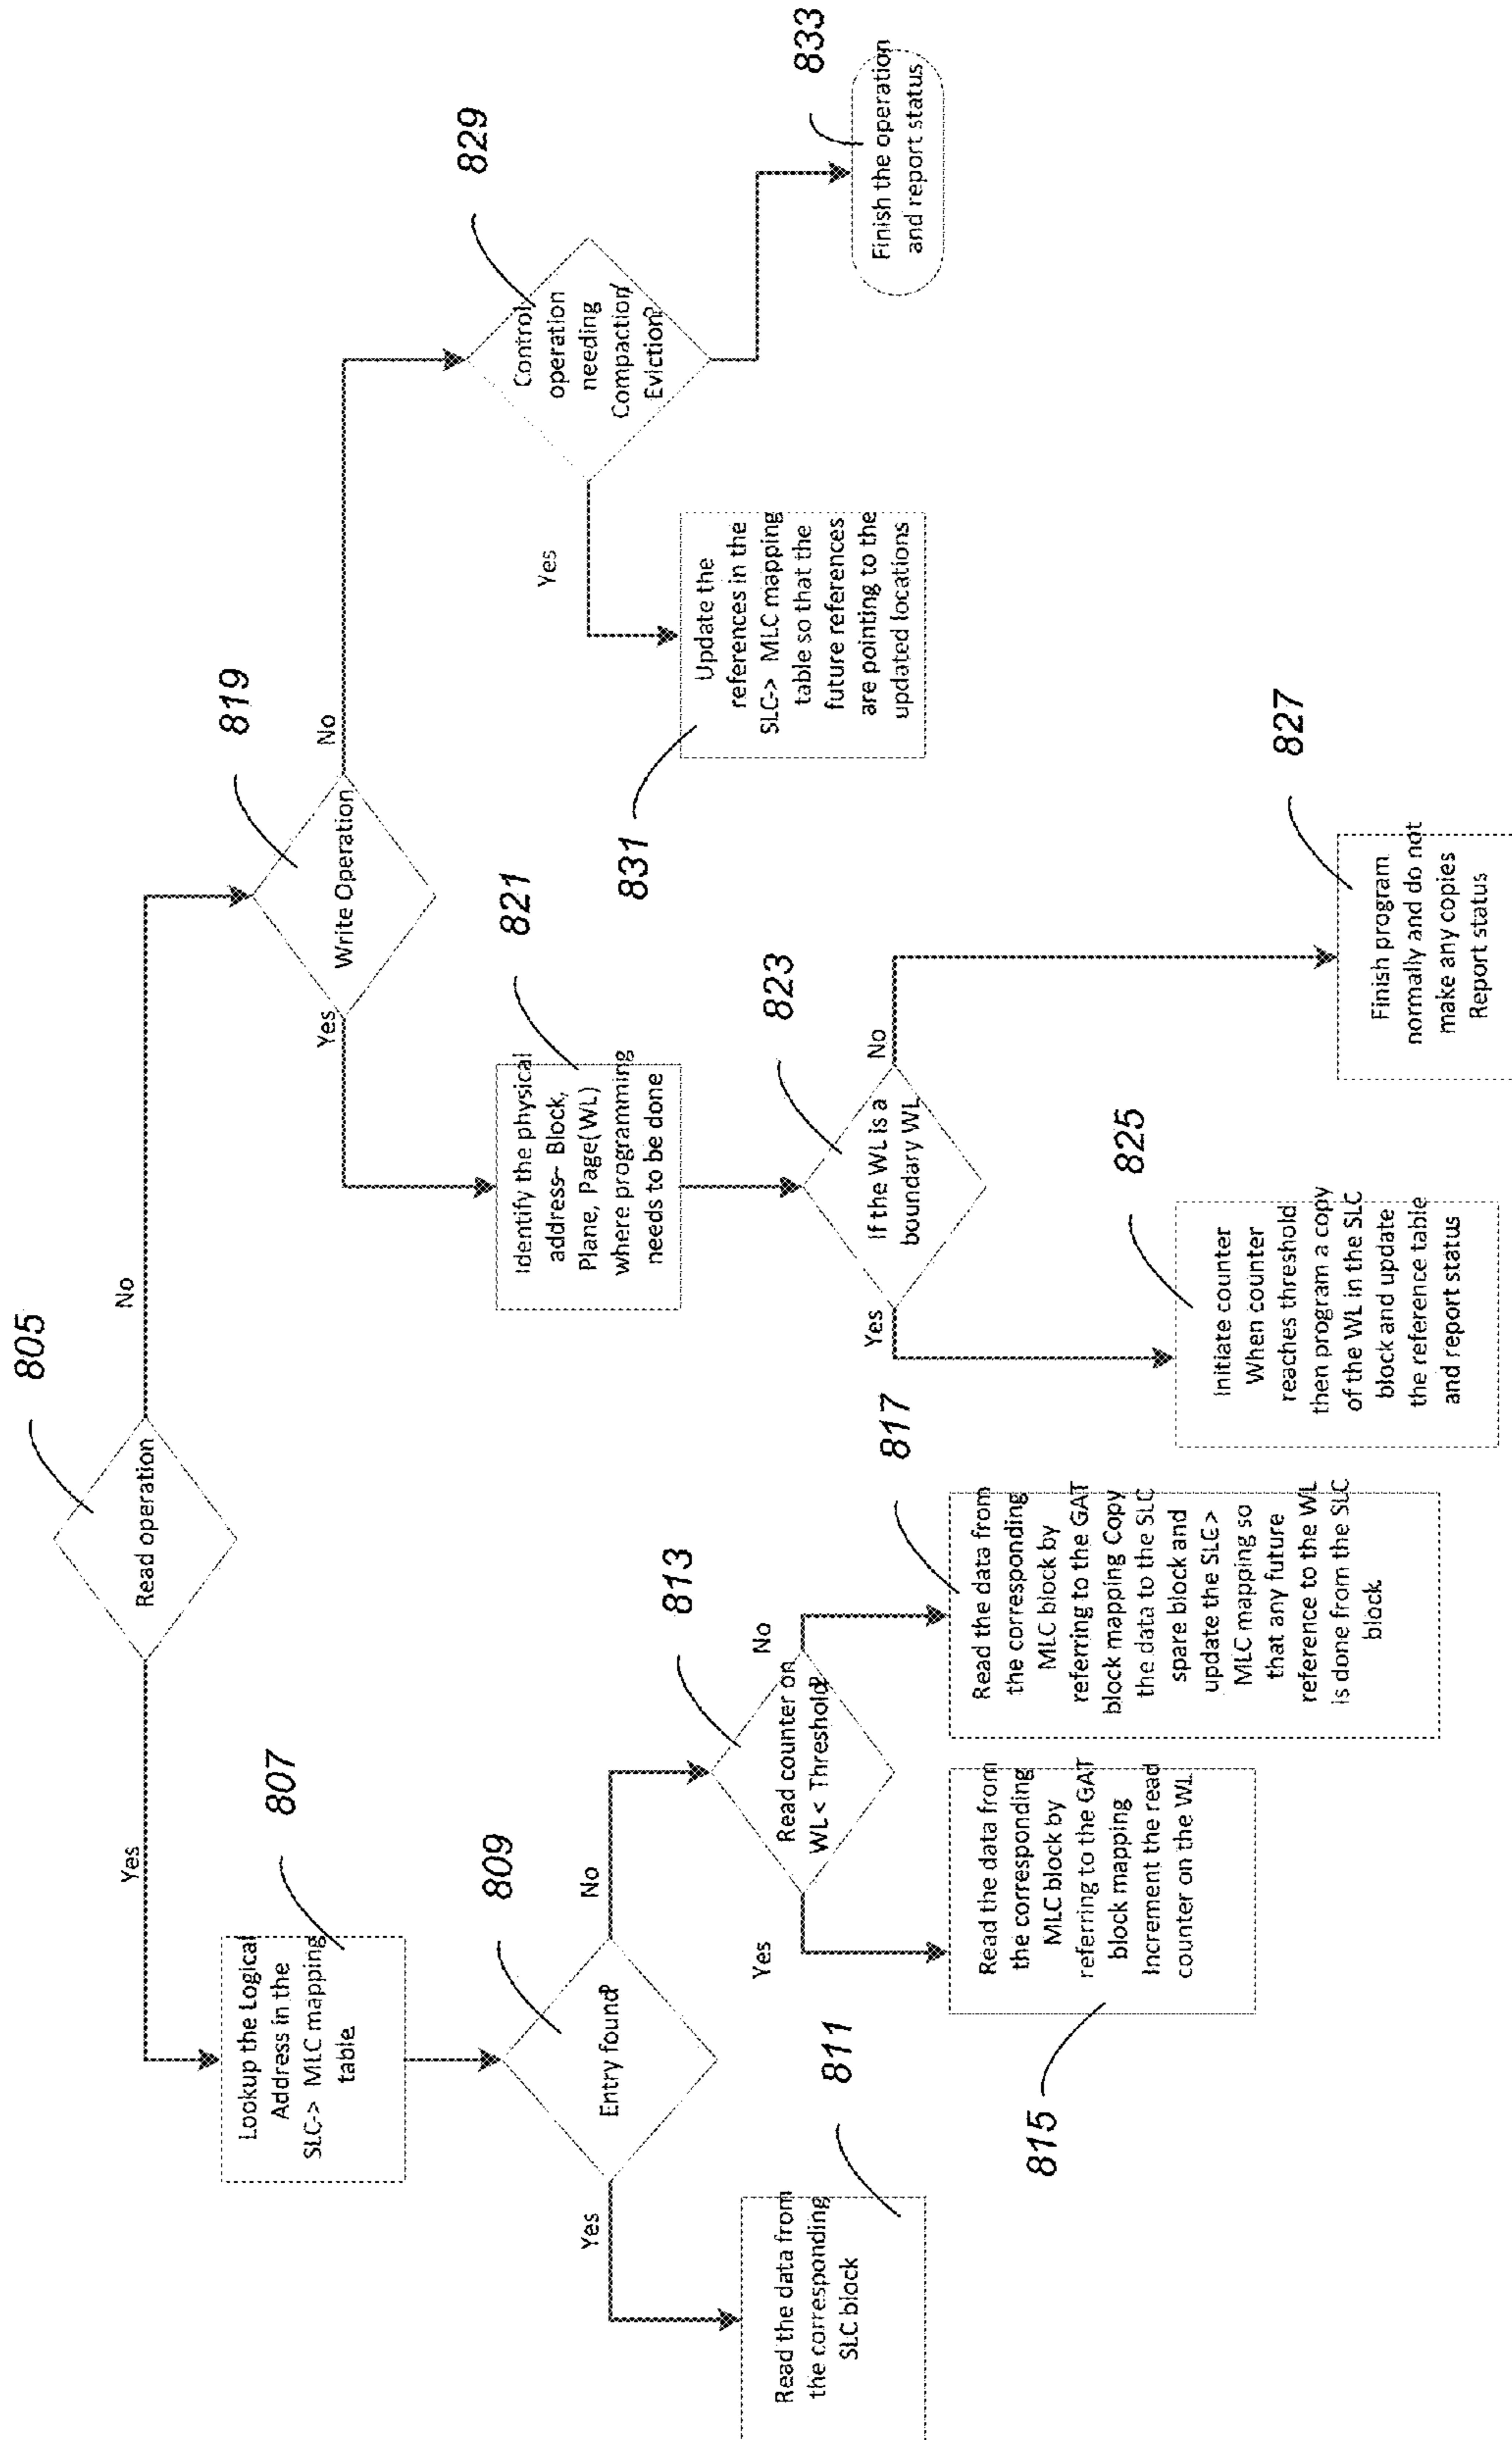 805
Read operation
Yes
No
807
Lookup the Logical
Address in the
SLC-> MLC mapping
table
809
Entry found?
Yes
No
811
Read the data from
the corresponding
SLC block
813
Read counter on
WL < Threshold?
Yes
No
815
Read the data from
the corresponding
MLC block by
referring to the GAT
block mapping
Increment the read
counter on the WL
817
Read the data from
the corresponding
MLC block by
referring to the GAT
block mapping Copy
the data to the SLC
spare block and
update the SLC->
MLC mapping so
that any future
reference to the WL
is done from the SLC
block
819
Write Operation
Yes
No
821
Identify the physical
address- Block,
Plane, Page(WL)
where programming
needs to be done
823
If the WL is a
boundary WL
Yes
No
825
Initiate counter
When counter
reaches threshold
then program a copy
of the WL in the SLC
block and update
the reference table
and report status
827
Finish program
normally and do not
make any copies
Report status
829
Control
operation
needing
Compaction/
Eviction?
Yes
831
Update the
references in the
SLC-> MLC mapping
table so that the
future references
are pointing to the
updated locations
833
Finish the operation
and report status